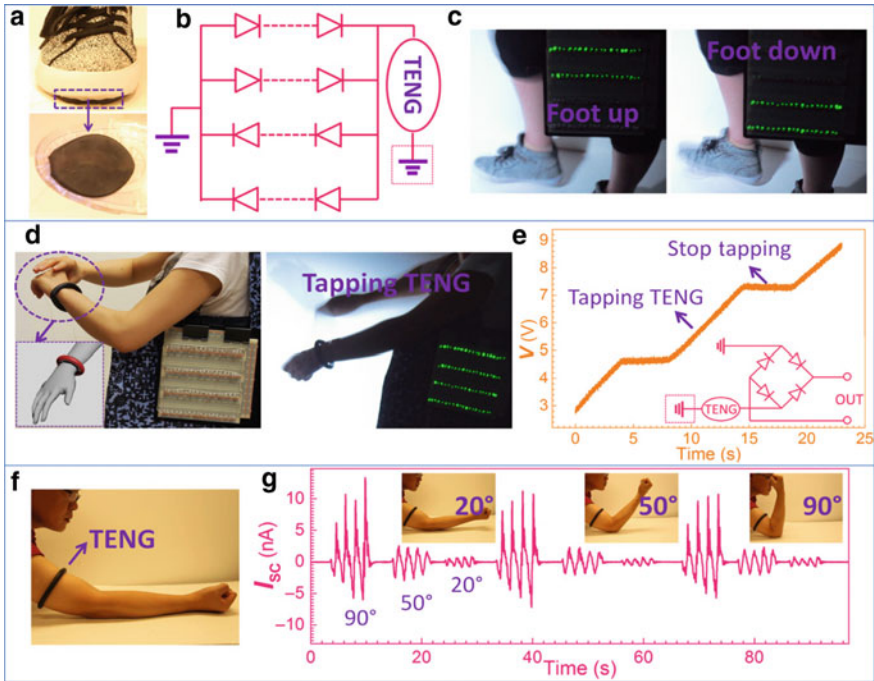 a
b
TENG
c
Foot up
Foot down
d
Tapping TENG
e
V (V)
9
8
7
6
5
4
3
Stop tapping
Tapping TENG
TENG
OUT
0
5
10
15
20
25
Time (s)
f
TENG
g
I_sc (nA)
10
5
0
−5
−10
20°
50°
90°
90°
50°
20°
0
20
40
60
80
Time (s)